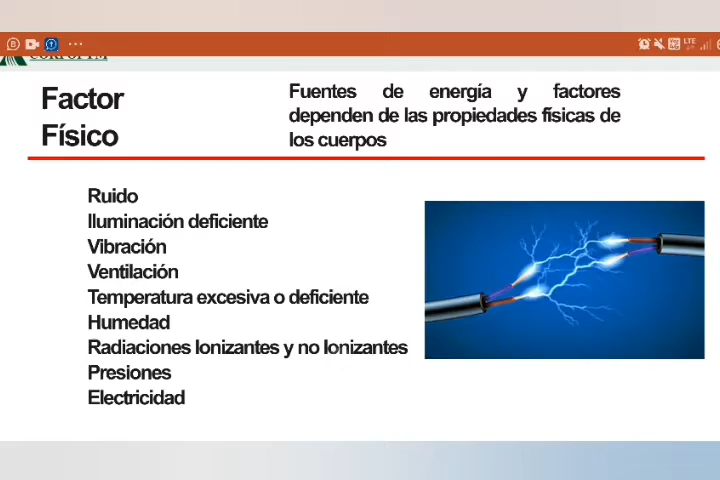 LTE
Factor
Físico
Fuentes de energía y factores
dependen de las propiedades físicas de
los cuerpos
Ruido
Iluminación deficiente
Vibración
Ventilación
Temperatura excesiva o deficiente
Humedad
Radiaciones Ionizantes y no Ionizantes
Presiones
Electricidad